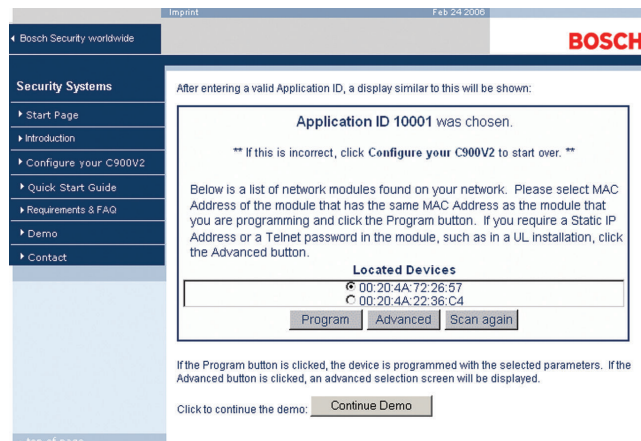 Imprint
Feb 24 2006
Bosch Security worldwide
BOSCH
Security Systems
Start Page
Introduction
Configure your C900V2
Quick Start Guide
Requirements & FAQ
Demo
Contact
After entering a valid Application ID, a display similar to this will be shown:
Application ID 10001 was chosen.
** If this is incorrect, click Configure your C900V2 to start over. **
Below is a list of network modules found on your network. Please select MAC
Address of the module that has the same MAC Address as the module that
you are programming and click the Program button. If you require a Static IP
Address or a Telnet password in the module, such as in a UL installation, click
the Advanced button.
Located Devices
00:20:4A:72:26:57
00:20:4A:22:36:C4
Program Advanced Scan again
If the Program button is clicked, the device is programmed with the selected parameters. If the
Advanced button is clicked, an advanced selection screen will be displayed.
Click to continue the demo: Continue Demo